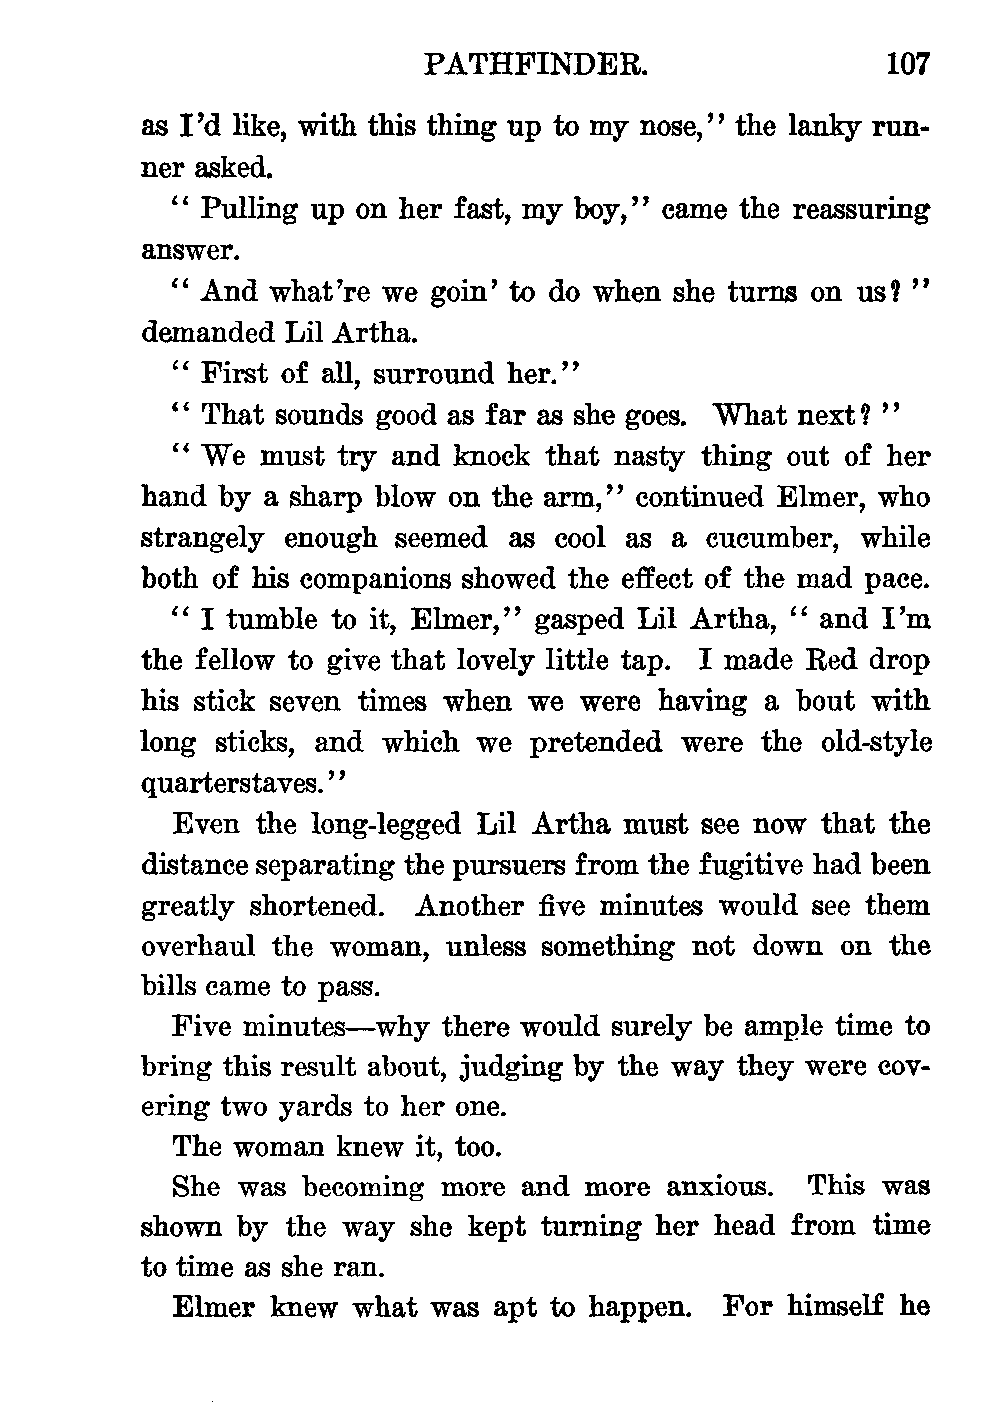 PATHFINDER. 107
as I'd like, with this thing up to my nose," the lanky run-
ner asked.
" Pulling up on her fast, my boy," came the reassuring
answer.
" And what're we goin' to do when she turns on us? "
demanded Lil Artha.
" First of all, surround her."
" That sounds good as far as she goes. What next? "
" We must try and knock that nasty thing out of her
hand by a sharp blow on the arm," continued Elmer, who
strangely enough seemed as cool as a cucumber, while
both of his companions showed the effect of the mad pace.
" I tumble to it, Elmer," gasped Lil Artha, " and I'm
the fellow to give that lovely little tap. I made Red drop
his stick seven times when we were having a bout with
long sticks, and which we pretended were the old-style
quarterstaves."
Even the long-legged Lil Artha must see now that the
distance separating the pursuers from the fugitive had been
greatly shortened. Another five minutes would see them
overhaul the woman, unless something not down on the
bills came to pass.
Five minutes—why there would surely be ample time to
bring this result about, judging by the way they were cov-
ering two yards to her one.
The woman knew it, too.
She was becoming more and more anxious. This was
shown by the way she kept turning her head from time
to time as she ran.
Elmer knew what was apt to happen. For himself he